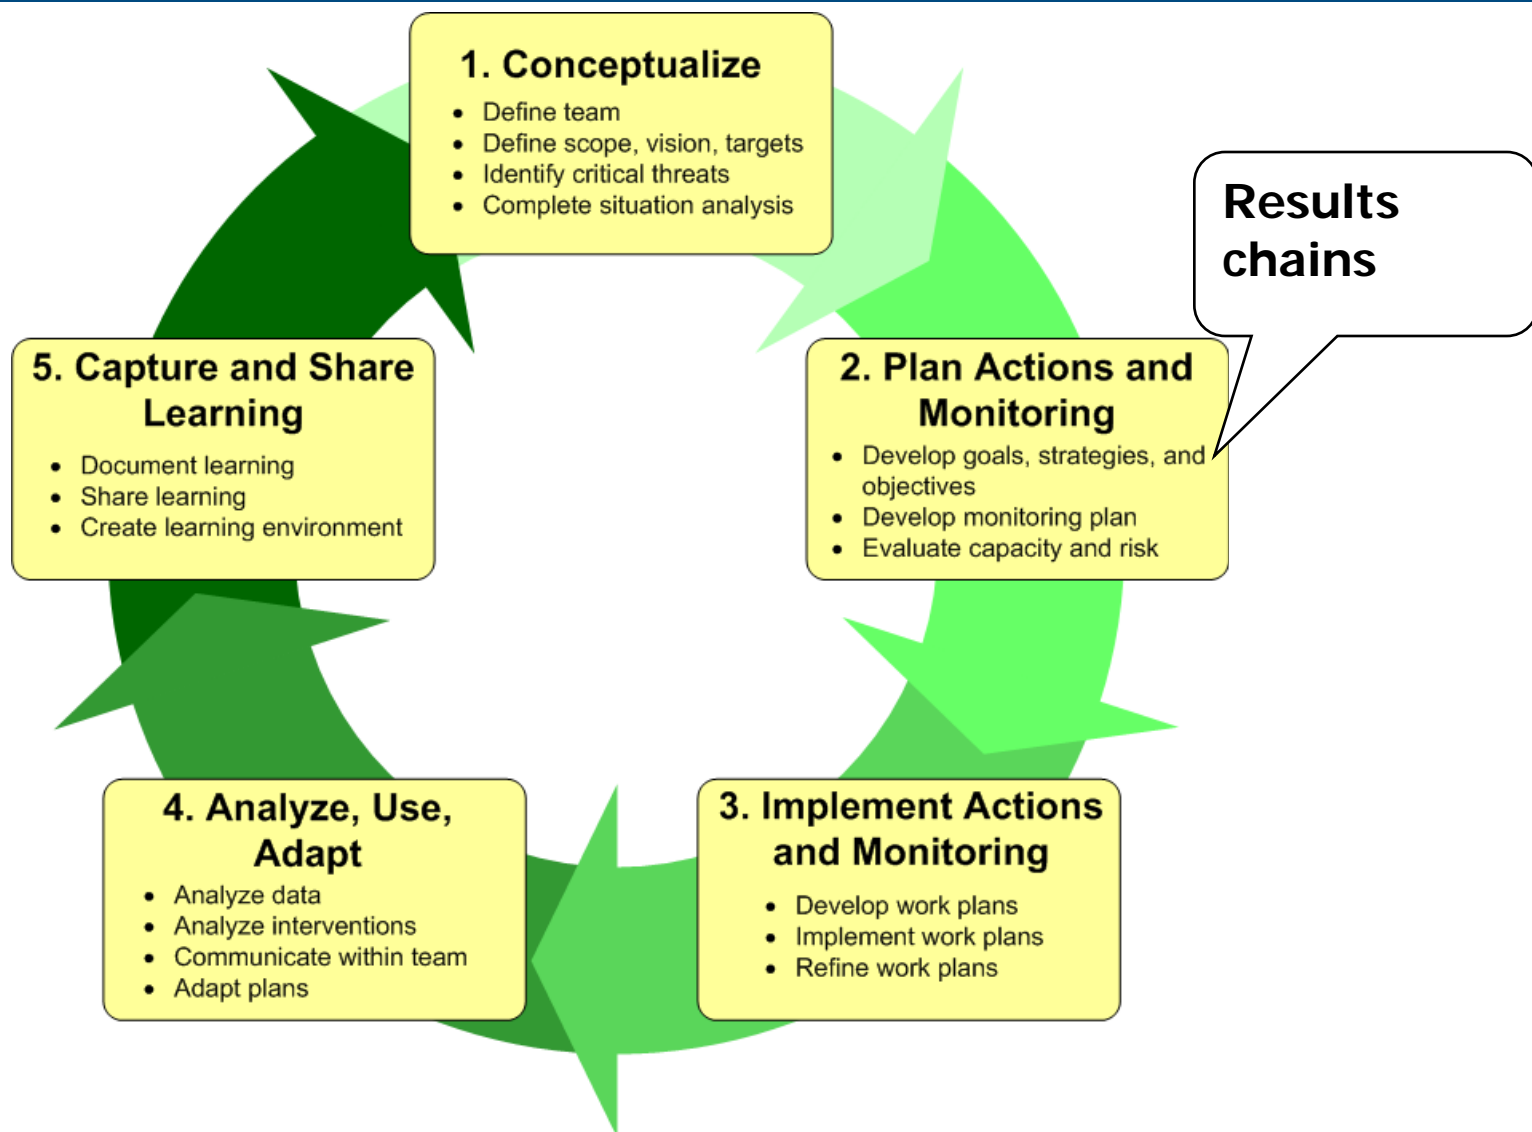 1. Conceptualize
• Define team
• Define scope, vision, targets
• Identify critical threats
• Complete situation analysis
Results
chains
2. Plan Actions and
Monitoring
• Develop goals, strategies, and
objectives
• Develop monitoring plan
• Evaluate capacity and risk
3. Implement Actions
and Monitoring
• Develop work plans
• Implement work plans
• Refine work plans
4. Analyze, Use,
Adapt
• Analyze data
• Analyze interventions
• Communicate within team
• Adapt plans
5. Capture and Share
Learning
• Document learning
• Share learning
• Create learning environment